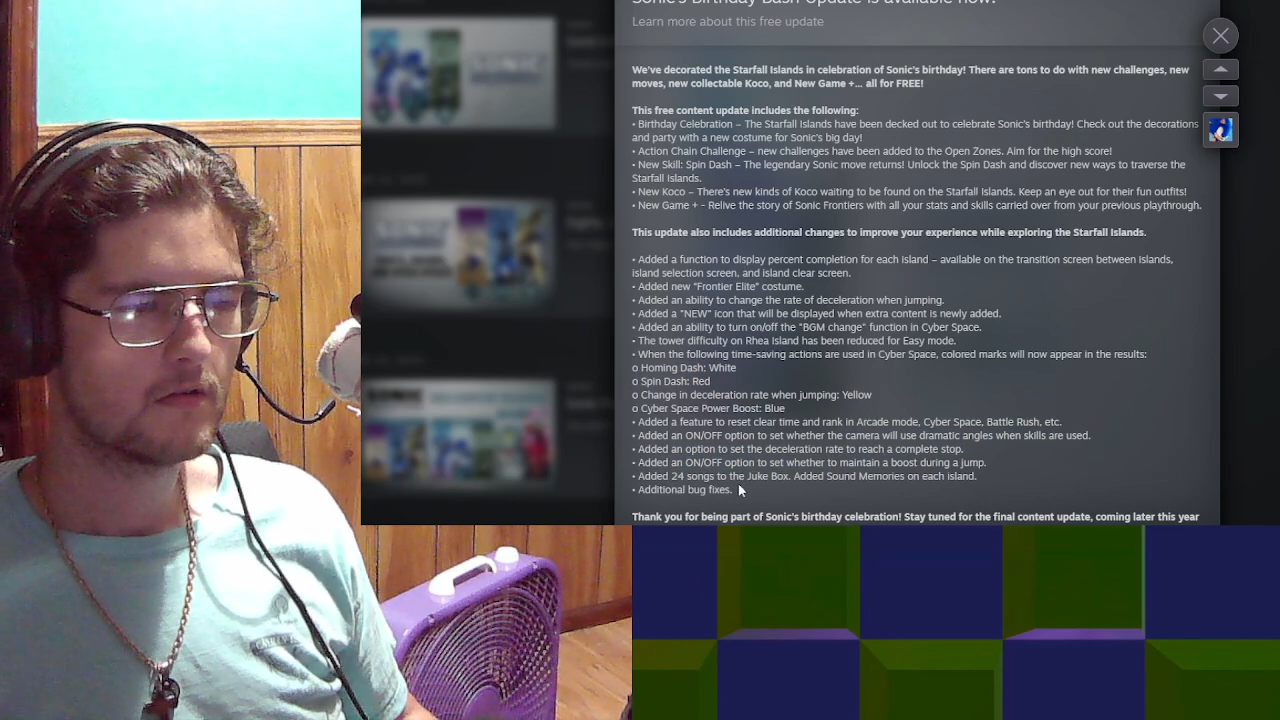 Sonic's Birthday Bash Update is available now!
Learn more about this free update
We've decorated the Starfall Islands in celebration of Sonic's birthday! There are tons to do with new challenges, new
moves, new collectable Koco, and New Game +... all for FREE!
This free content update includes the following:
• Birthday Celebration – The Starfall Islands have been decked out to celebrate Sonic's birthday! Check out the decorations
and party with a new costume for Sonic's big day!
• Action Chain Challenge – new challenges have been added to the Open Zones. Aim for the high score!
• New Skill: Spin Dash – The legendary Sonic move returns! Unlock the Spin Dash and discover new ways to traverse the
Starfall Islands.
• New Koco – There's new kinds of Koco waiting to be found on the Starfall Islands. Keep an eye out for their fun outfits!
• New Game + - Relive the story of Sonic Frontiers with all your stats and skills carried over from your previous playthrough.
This update also includes additional changes to improve your experience while exploring the Starfall Islands.
• Added a function to display percent completion for each island – available on the transition screen between Islands,
island selection screen, and island clear screen.
• Added new "Frontier Elite" costume.
• Added an ability to change the rate of deceleration when jumping.
• Added a "NEW" icon that will be displayed when extra content is newly added.
• Added an ability to turn on/off the "BGM change" function in Cyber Space.
• The tower difficulty on Rhea Island has been reduced for Easy mode.
• When the following time-saving actions are used in Cyber Space, colored marks will now appear in the results:
o Homing Dash: White
o Spin Dash: Red
o Change in deceleration rate when jumping: Yellow
o Cyber Space Power Boost: Blue
• Added a feature to reset clear time and rank in Arcade mode, Cyber Space, Battle Rush, etc.
• Added an ON/OFF option to set whether the camera will use dramatic angles when skills are used.
• Added an option to set the deceleration rate to reach a complete stop.
• Added an ON/OFF option to set whether to maintain a boost during a jump.
• Added 24 songs to the Juke Box. Added Sound Memories on each island.
• Additional bug fixes.
Thank you for being part of Sonic's birthday celebration! Stay tuned for the final content update, coming later this year